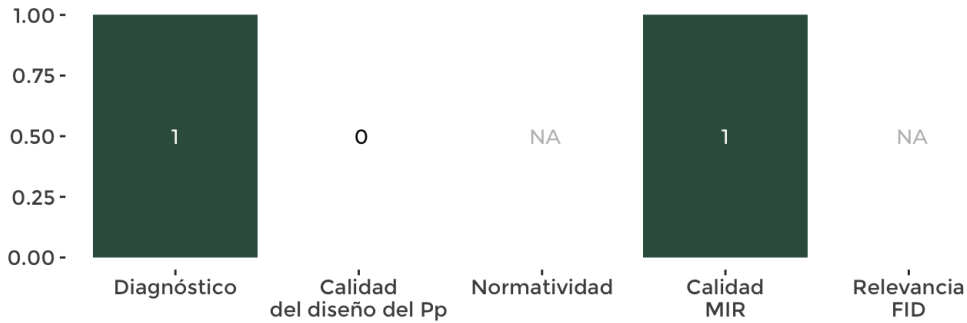 1.00
0.75
0.50
0.25
0.00
1
0
NA
1
NA
Diagnóstico
Calidad
del diseño del Pp
Normatividad
Calidad
MIR
Relevancia
FID